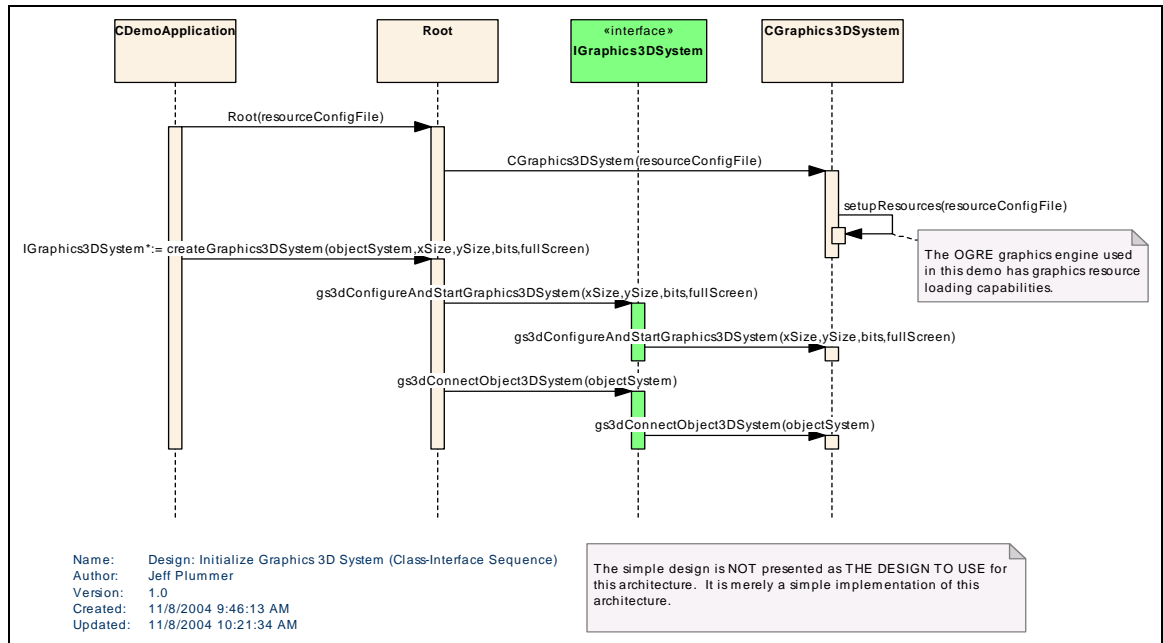 CDemoApplication
Root
«interface»
IGraphics3DSystem
CGraphics3DSystem
Root(resourceConfigFile)
CGraphics3DSystem(resourceConfigFile)
setupResources(resourceConfigFile)
The OGRE graphics engine used
in this demo has graphics resource
loading capabilities.
IGraphics3DSystem*:= createGraphics3DSystem(objectSystem,xSize,ySize,bits,fullScreen)
gs3dConfigureAndStartGraphics3DSystem(xSize,ySize,bits,fullScreen)
gs3dConfigureAndStartGraphics3DSystem(xSize,ySize,bits,fullScreen)
gs3dConnectObject3DSystem(objectSystem)
gs3dConnectObject3DSystem(objectSystem)
Name: Design: Initialize Graphics 3D System (Class-Interface Sequence)
Author: Jeff Plummer
Version: 1.0
Created: 11/8/2004 9:46:13 AM
Updated: 11/8/2004 10:21:34 AM
The simple design is NOT presented as THE DESIGN TO USE for
this architecture. It is merely a simple implementation of this
architecture.